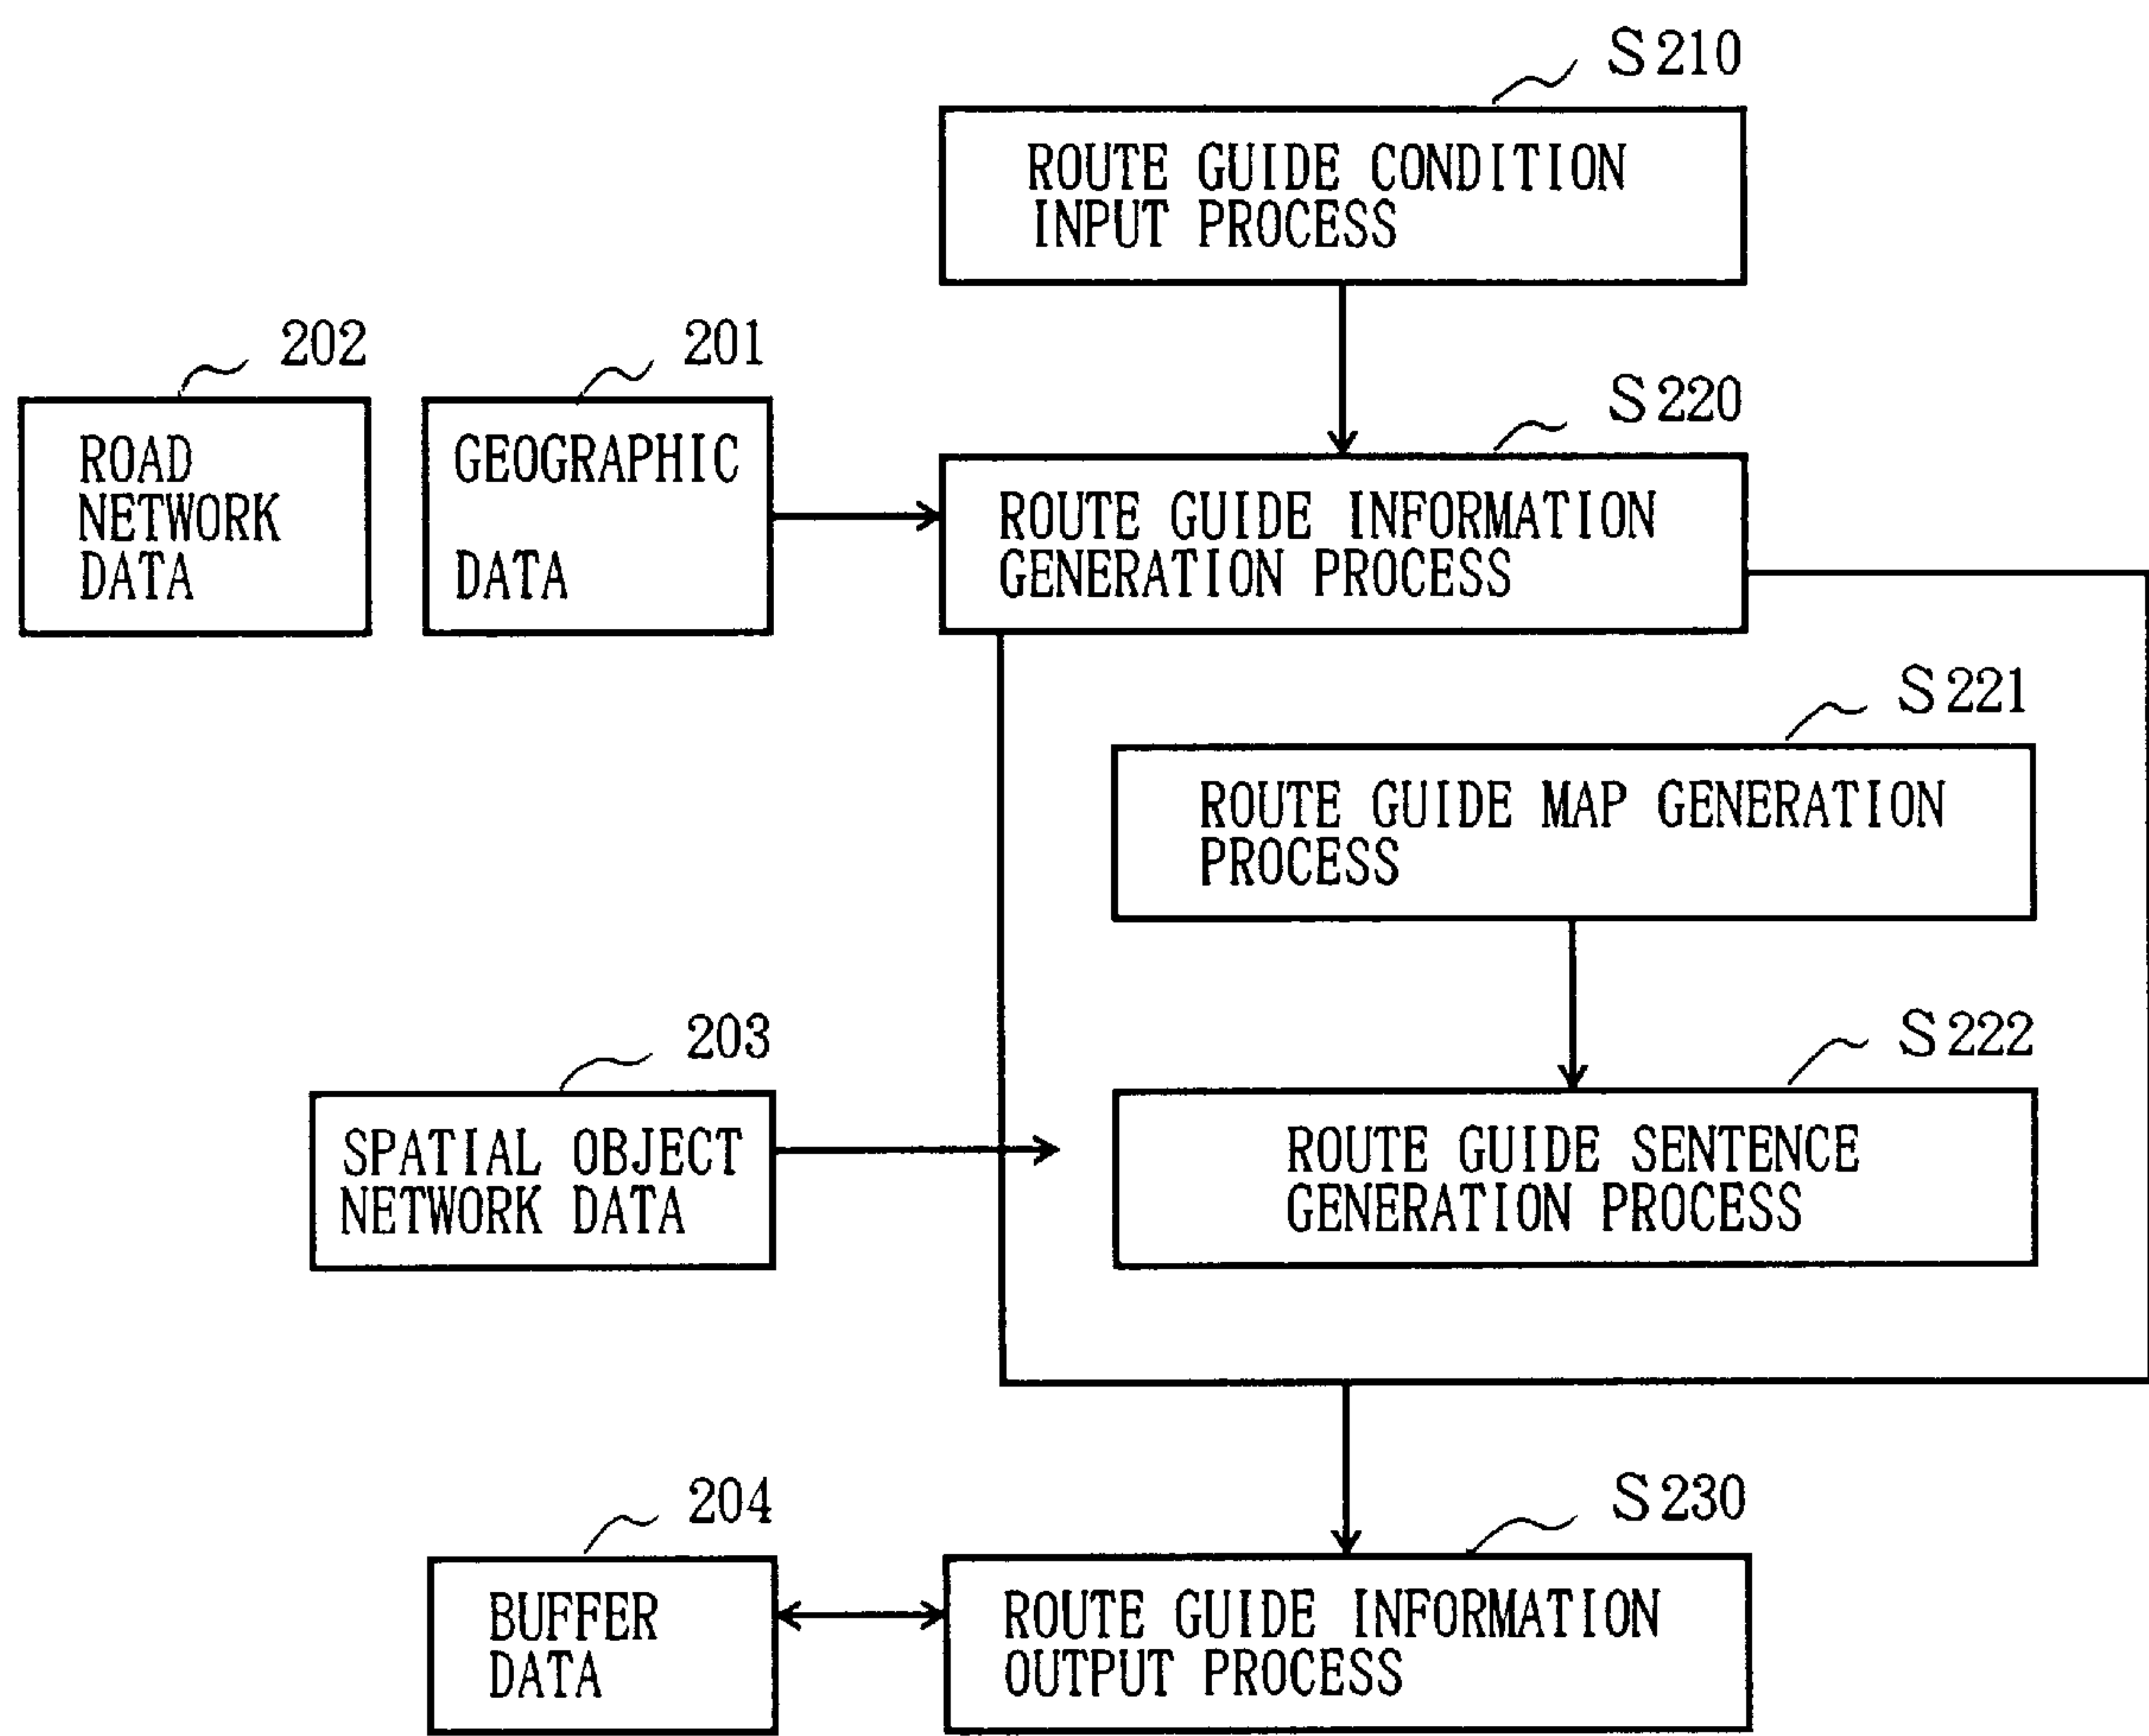 S210
ROUTE GUIDE CONDITION
INPUT PROCESS
202
201
S220
ROAD
NETWORK
DATA
GEOGRAPHIC
DATA
ROUTE GUIDE INFORMATION
GENERATION PROCESS
S221
ROUTE GUIDE MAP GENERATION
PROCESS
203
S222
SPATIAL OBJECT
NETWORK DATA
ROUTE GUIDE SENTENCE
GENERATION PROCESS
204
S230
BUFFER
DATA
ROUTE GUIDE INFORMATION
OUTPUT PROCESS